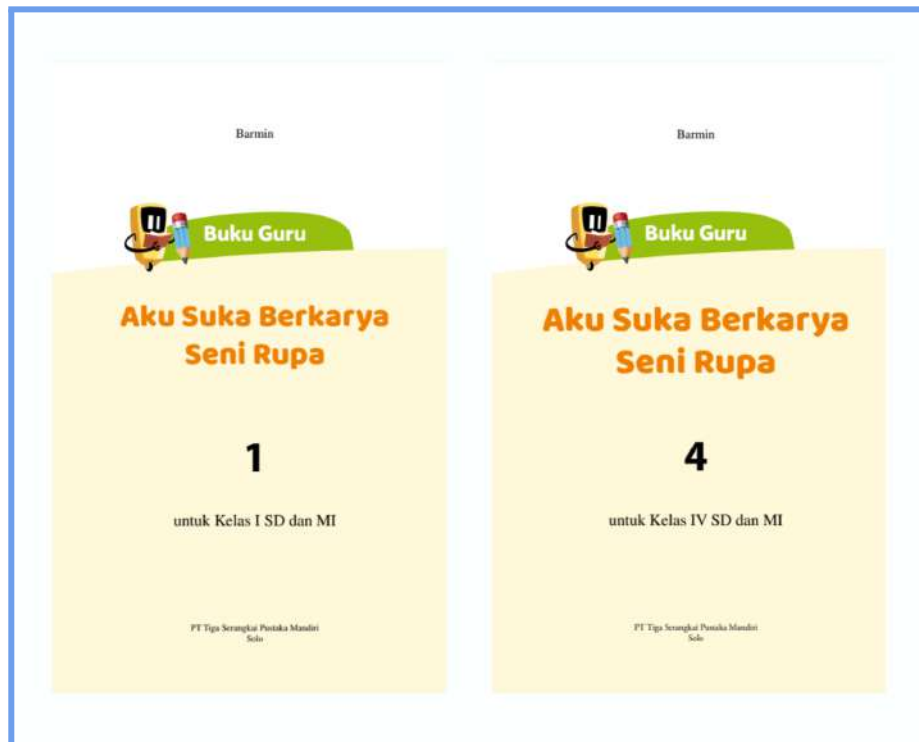 Barmin
Buku Guru
Aku Suka Berkarya
Seni Rupa
1
untuk Kelas I SD dan MI
PT Tiga Serangkai Pustaka Mandiri
Solo
Barmin
Buku Guru
Aku Suka Berkarya
Seni Rupa
4
untuk Kelas IV SD dan MI
PT Tiga Serangkai Pustaka Mandiri
Solo